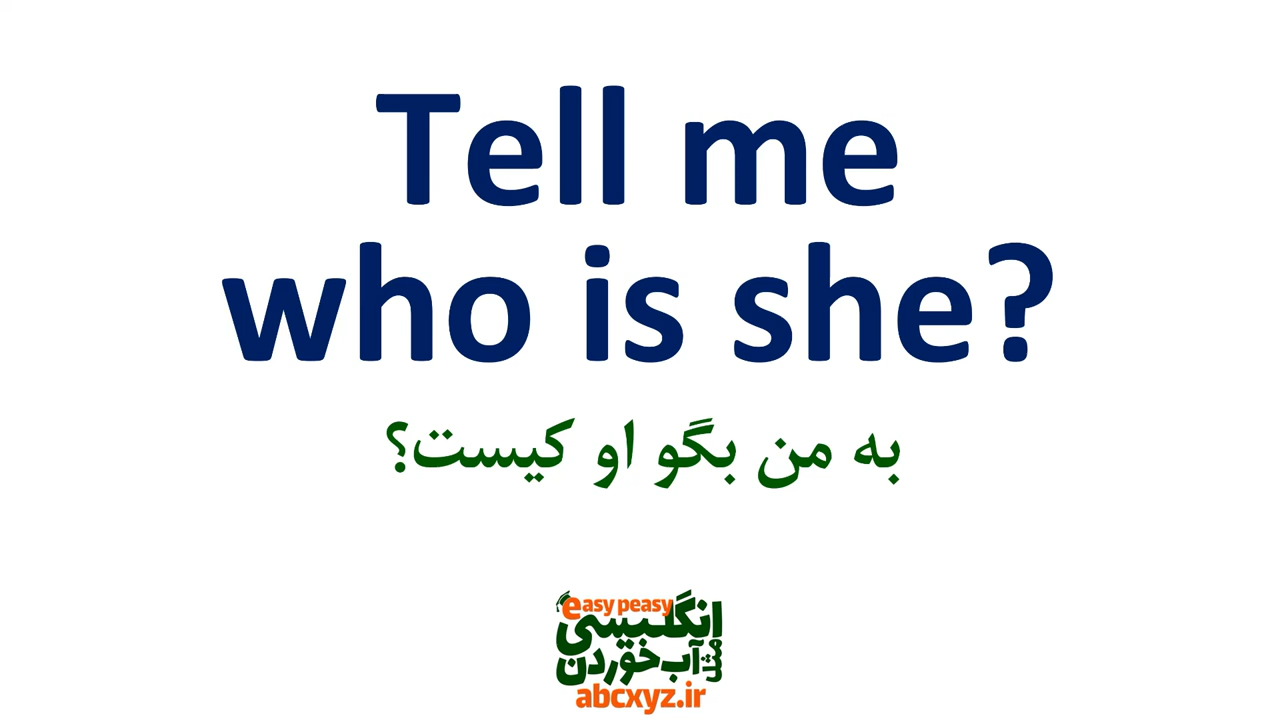 Tell me
who is she?
به من بگو او کیست؟
easy peasy
انگلیسی
مثل آب خوردن
abcxyz.ir